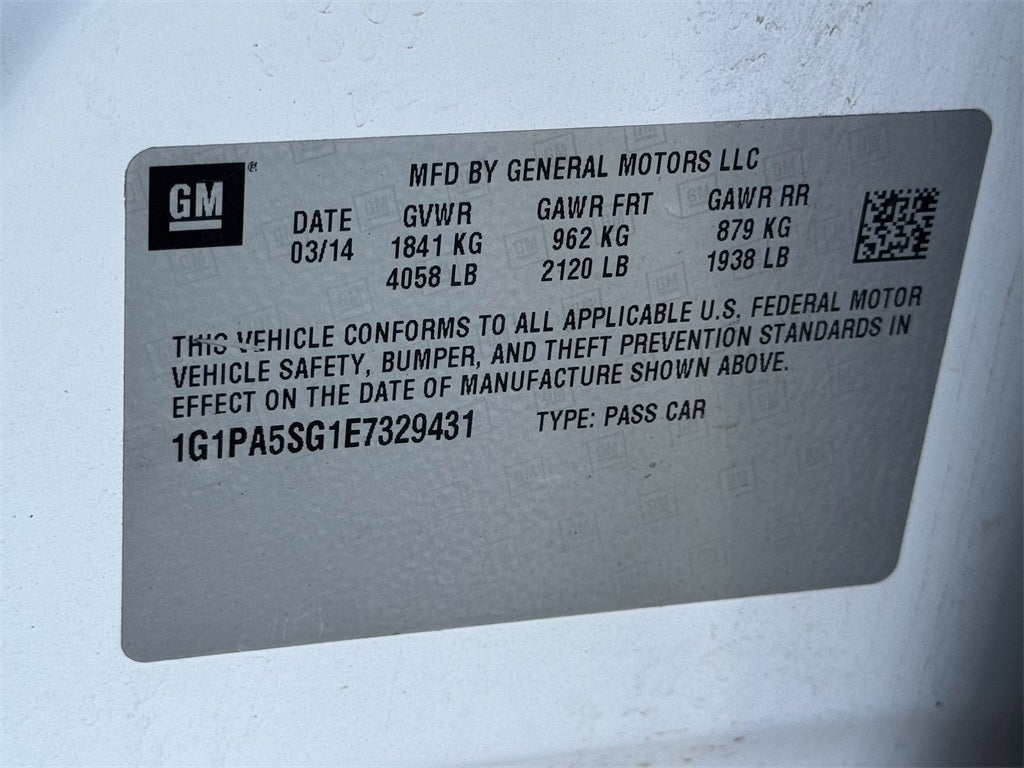 GM®
MFD BY GENERAL MOTORS LLC
DATE GVWR GAWR FRT GAWR RR
03/14 1841 KG 962 KG 879 KG
4058 LB 2120 LB 1938 LB
THIS VEHICLE CONFORMS TO ALL APPLICABLE U.S. FEDERAL MOTOR
VEHICLE SAFETY, BUMPER, AND THEFT PREVENTION STANDARDS IN
EFFECT ON THE DATE OF MANUFACTURE SHOWN ABOVE.
1G1PA5SG1E7329431 TYPE: PASS CAR